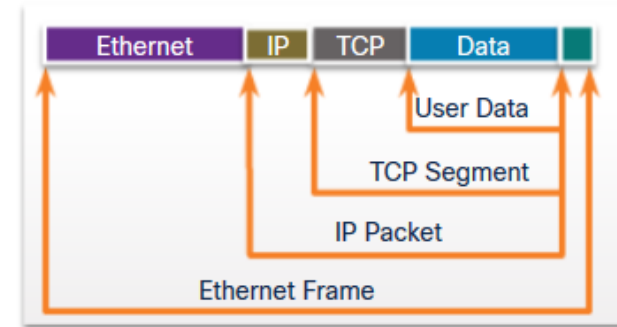 Ethernet IP TCP Data
User Data
TCP Segment
IP Packet
Ethernet Frame